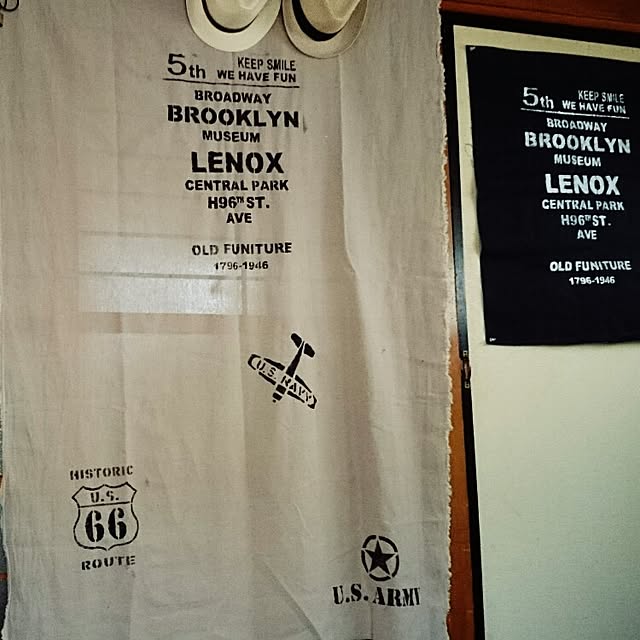 5th KEEP SMILE
WE HAVE FUN
BROADWAY
BROOKLYN
MUSEUM
LENOX
CENTRAL PARK
H96TH ST.
AVE
OLD FUNITURE
1796-1946
U.S. NAVY
HISTORIC
U.S.
66
ROUTE
U.S. ARMY
5th KEEP SMILE
WE HAVE FUN
BROADWAY
BROOKLYN
MUSEUM
LENOX
CENTRAL PARK
H96TH ST.
AVE
OLD FUNITURE
1796-1946